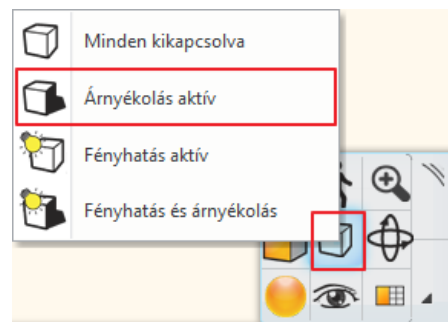 Minden kikapcsolva
Árnyékolás aktív
Fényhatás aktív
Fényhatás és árnyékolás